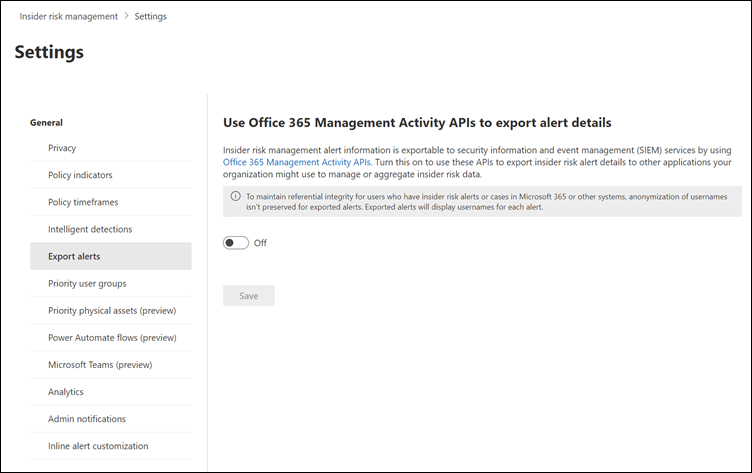 Insider risk management > Settings
Settings
General
Privacy
Policy indicators
Policy timeframes
Intelligent detections
Export alerts
Priority user groups
Priority physical assets (preview)
Power Automate flows (preview)
Microsoft Teams (preview)
Analytics
Admin notifications
Inline alert customization
Use Office 365 Management Activity APIs to export alert details
Insider risk management alert information is exportable to security information and event management (SIEM) services by using
Office 365 Management Activity APIs. Turn this on to use these APIs to export insider risk alert details to other applications your
organization might use to manage or aggregate insider risk data.
To maintain referential integrity for users who have insider risk alerts or cases in Microsoft 365 or other systems, anonymization of usernames
isn't preserved for exported alerts. Exported alerts will display usernames for each alert.
Off
Save